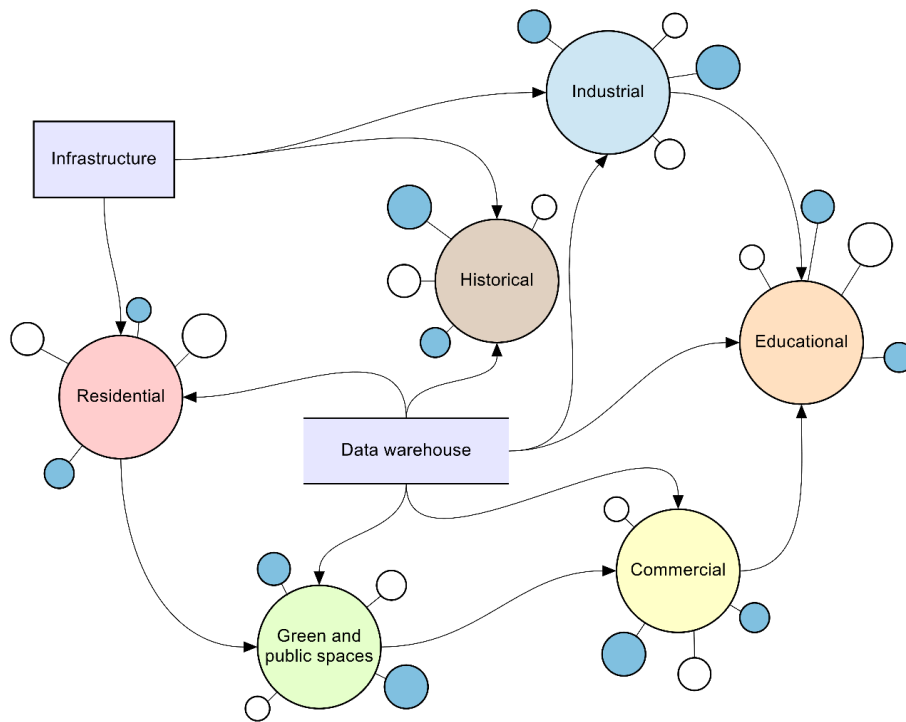 Industrial
Infrastructure
Historical
Educational
Residential
Data warehouse
Commercial
Green and
public spaces